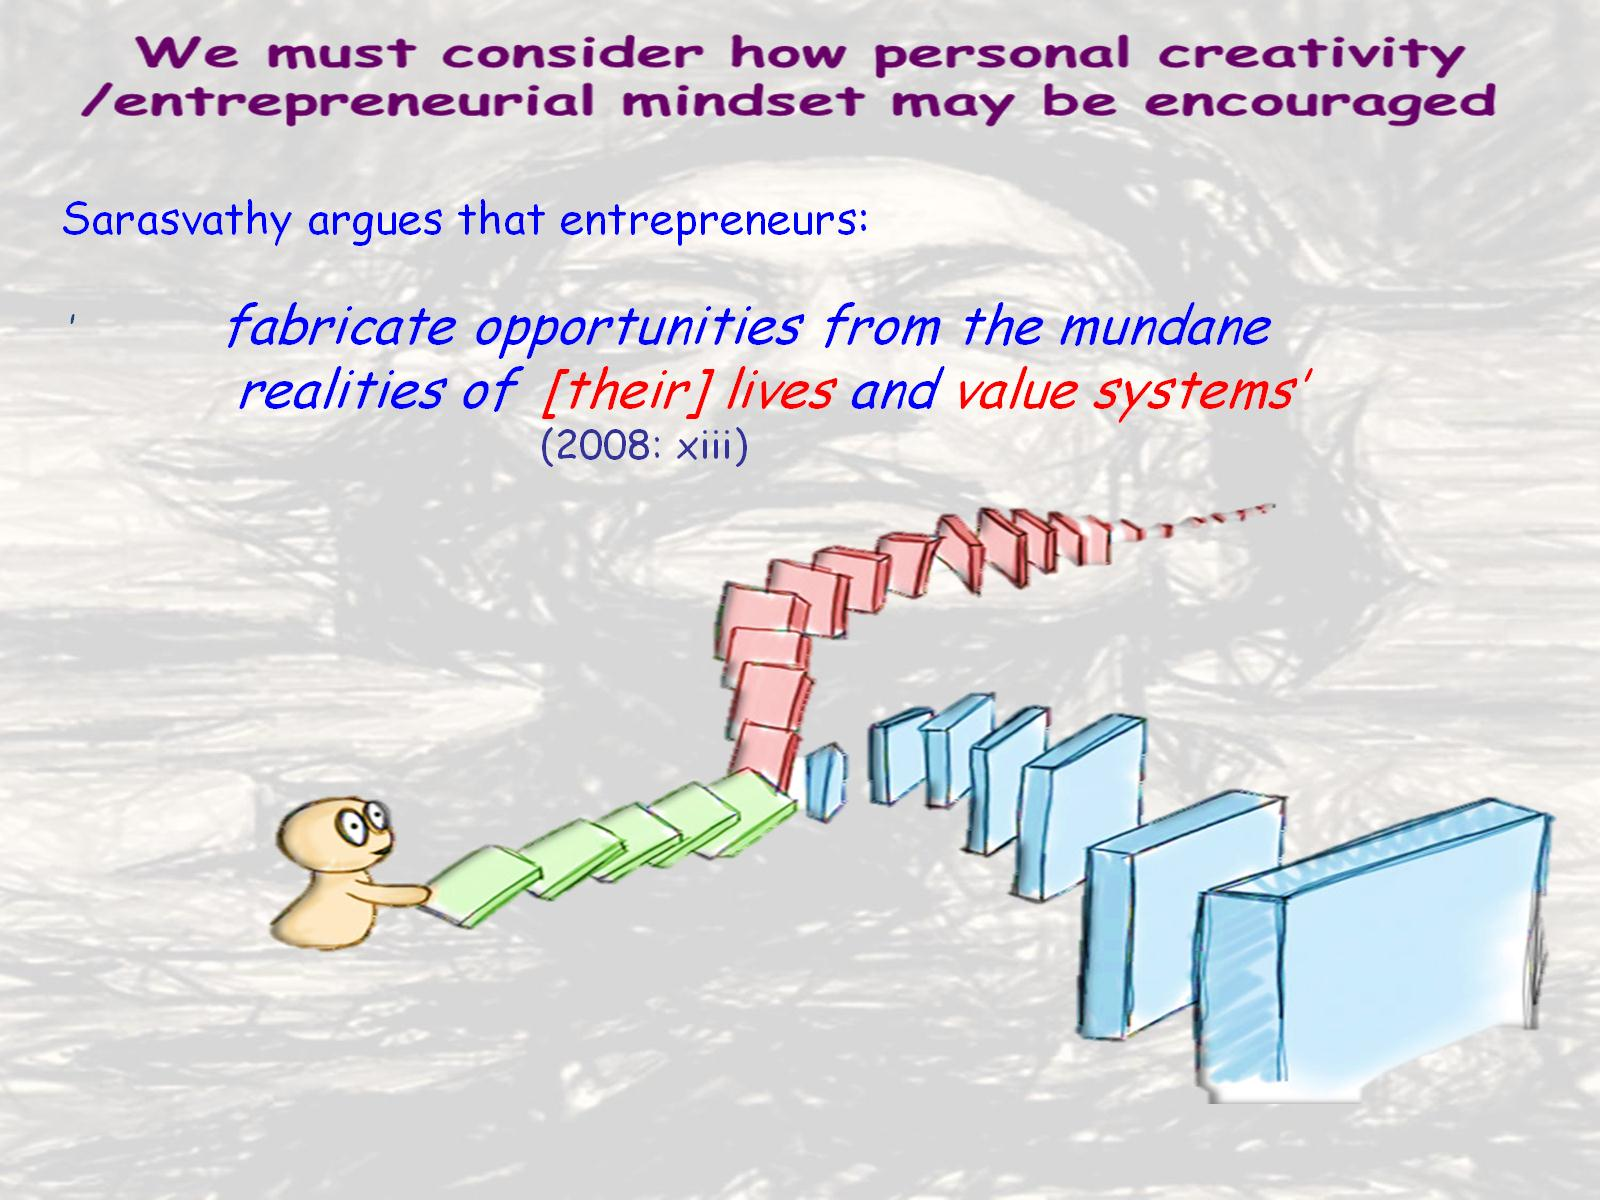 We must consider how personal creativity
/entrepreneurial mindset may be encouraged
Sarasvathy argues that entrepreneurs:
' fabricate opportunities from the mundane
realities of [their] lives and value systems'
(2008: xiii)